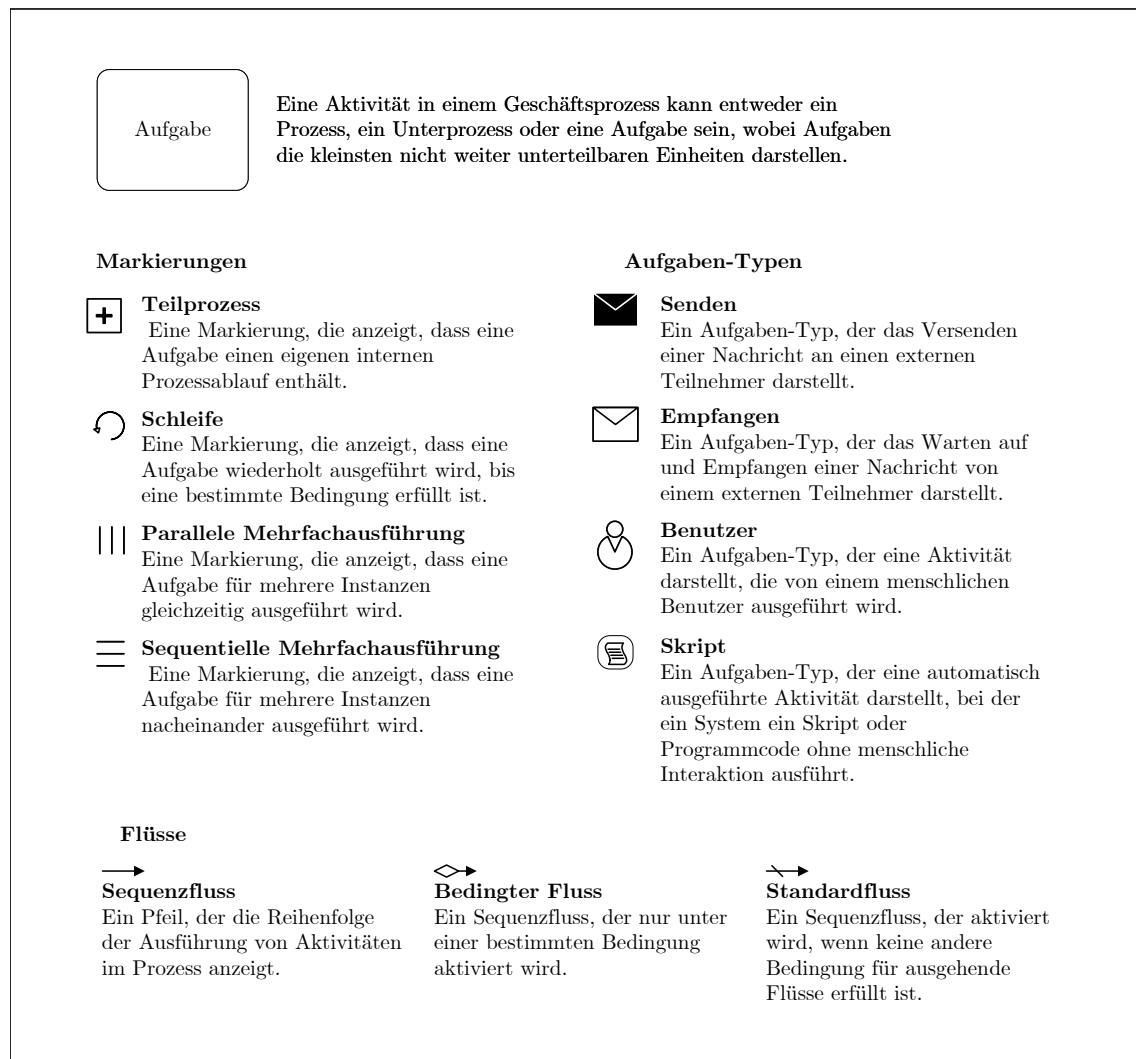 Aufgabe
Eine Aktivität in einem Geschäftsprozess kann entweder ein
Prozess, ein Unterprozess oder eine Aufgabe sein, wobei Aufgaben
die kleinsten nicht weiter unterteilbaren Einheiten darstellen.
Markierungen
Teilprozess
Eine Markierung, die anzeigt, dass eine
Aufgabe einen eigenen internen
Prozessablauf enthält.
Schleife
Eine Markierung, die anzeigt, dass eine
Aufgabe wiederholt ausgeführt wird, bis
eine bestimmte Bedingung erfüllt ist.
Parallele Mehrfachausführung
Eine Markierung, die anzeigt, dass eine
Aufgabe für mehrere Instanzen
gleichzeitig ausgeführt wird.
Sequentielle Mehrfachausführung
Eine Markierung, die anzeigt, dass eine
Aufgabe für mehrere Instanzen
nacheinander ausgeführt wird.
Aufgaben-Typen
Senden
Ein Aufgaben-Typ, der das Versenden
einer Nachricht an einen externen
Teilnehmer darstellt.
Empfangen
Ein Aufgaben-Typ, der das Warten auf
und Empfangen einer Nachricht von
einem externen Teilnehmer darstellt.
Benutzer
Ein Aufgaben-Typ, der eine Aktivität
darstellt, die von einem menschlichen
Benutzer ausgeführt wird.
Skript
Ein Aufgaben-Typ, der eine automatisch
ausgeführte Aktivität darstellt, bei der
ein System ein Skript oder
Programmcode ohne menschliche
Interaktion ausführt.
Flüsse
Sequenzfluss
Ein Pfeil, der die Reihenfolge
der Ausführung von Aktivitäten
im Prozess anzeigt.
Bedingter Fluss
Ein Sequenzfluss, der nur unter
einer bestimmten Bedingung
aktiviert wird.
Standardfluss
Ein Sequenzfluss, der aktiviert
wird, wenn keine andere
Bedingung für ausgehende
Flüsse erfüllt ist.